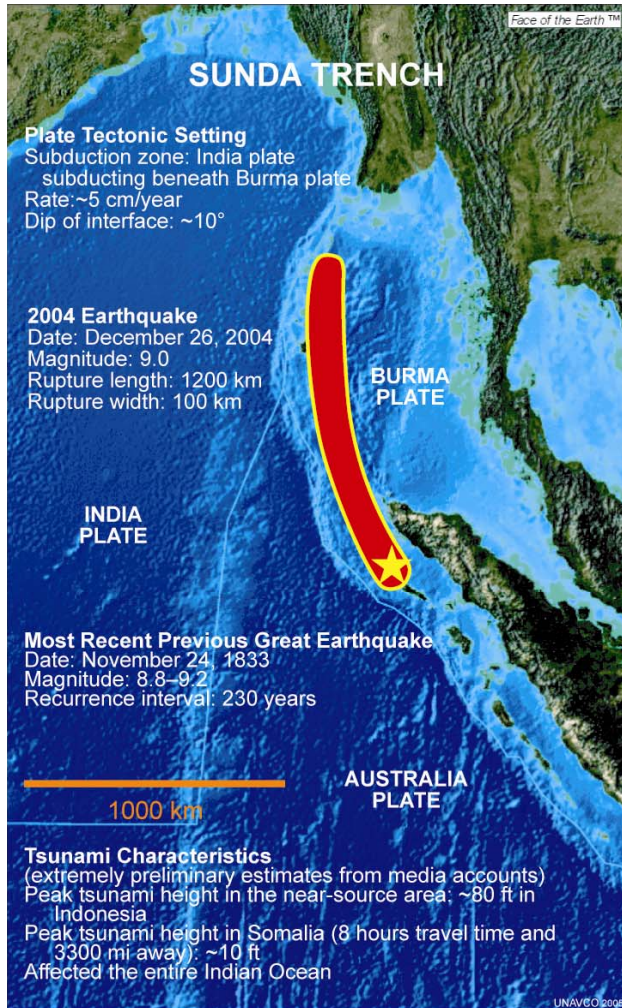 Face of the Earth ™
SUNDA TRENCH
Plate Tectonic Setting
Subduction zone: India plate
subducting beneath Burma plate
Rate:~5 cm/year
Dip of interface: ~10°
2004 Earthquake
Date: December 26, 2004
Magnitude: 9.0
Rupture length: 1200 km
Rupture width: 100 km
BURMA
PLATE
INDIA
PLATE
Most Recent Previous Great Earthquake
Date: November 24, 1833
Magnitude: 8.8–9.2
Recurrence interval: 230 years
AUSTRALIA
PLATE
1000 km
Tsunami Characteristics
(extremely preliminary estimates from media accounts)
Peak tsunami height in the near-source area; ~80 ft in
Indonesia
Peak tsunami height in Somalia (8 hours travel time and
3300 mi away): ~10 ft
Affected the entire Indian Ocean
UNAVCO 2005